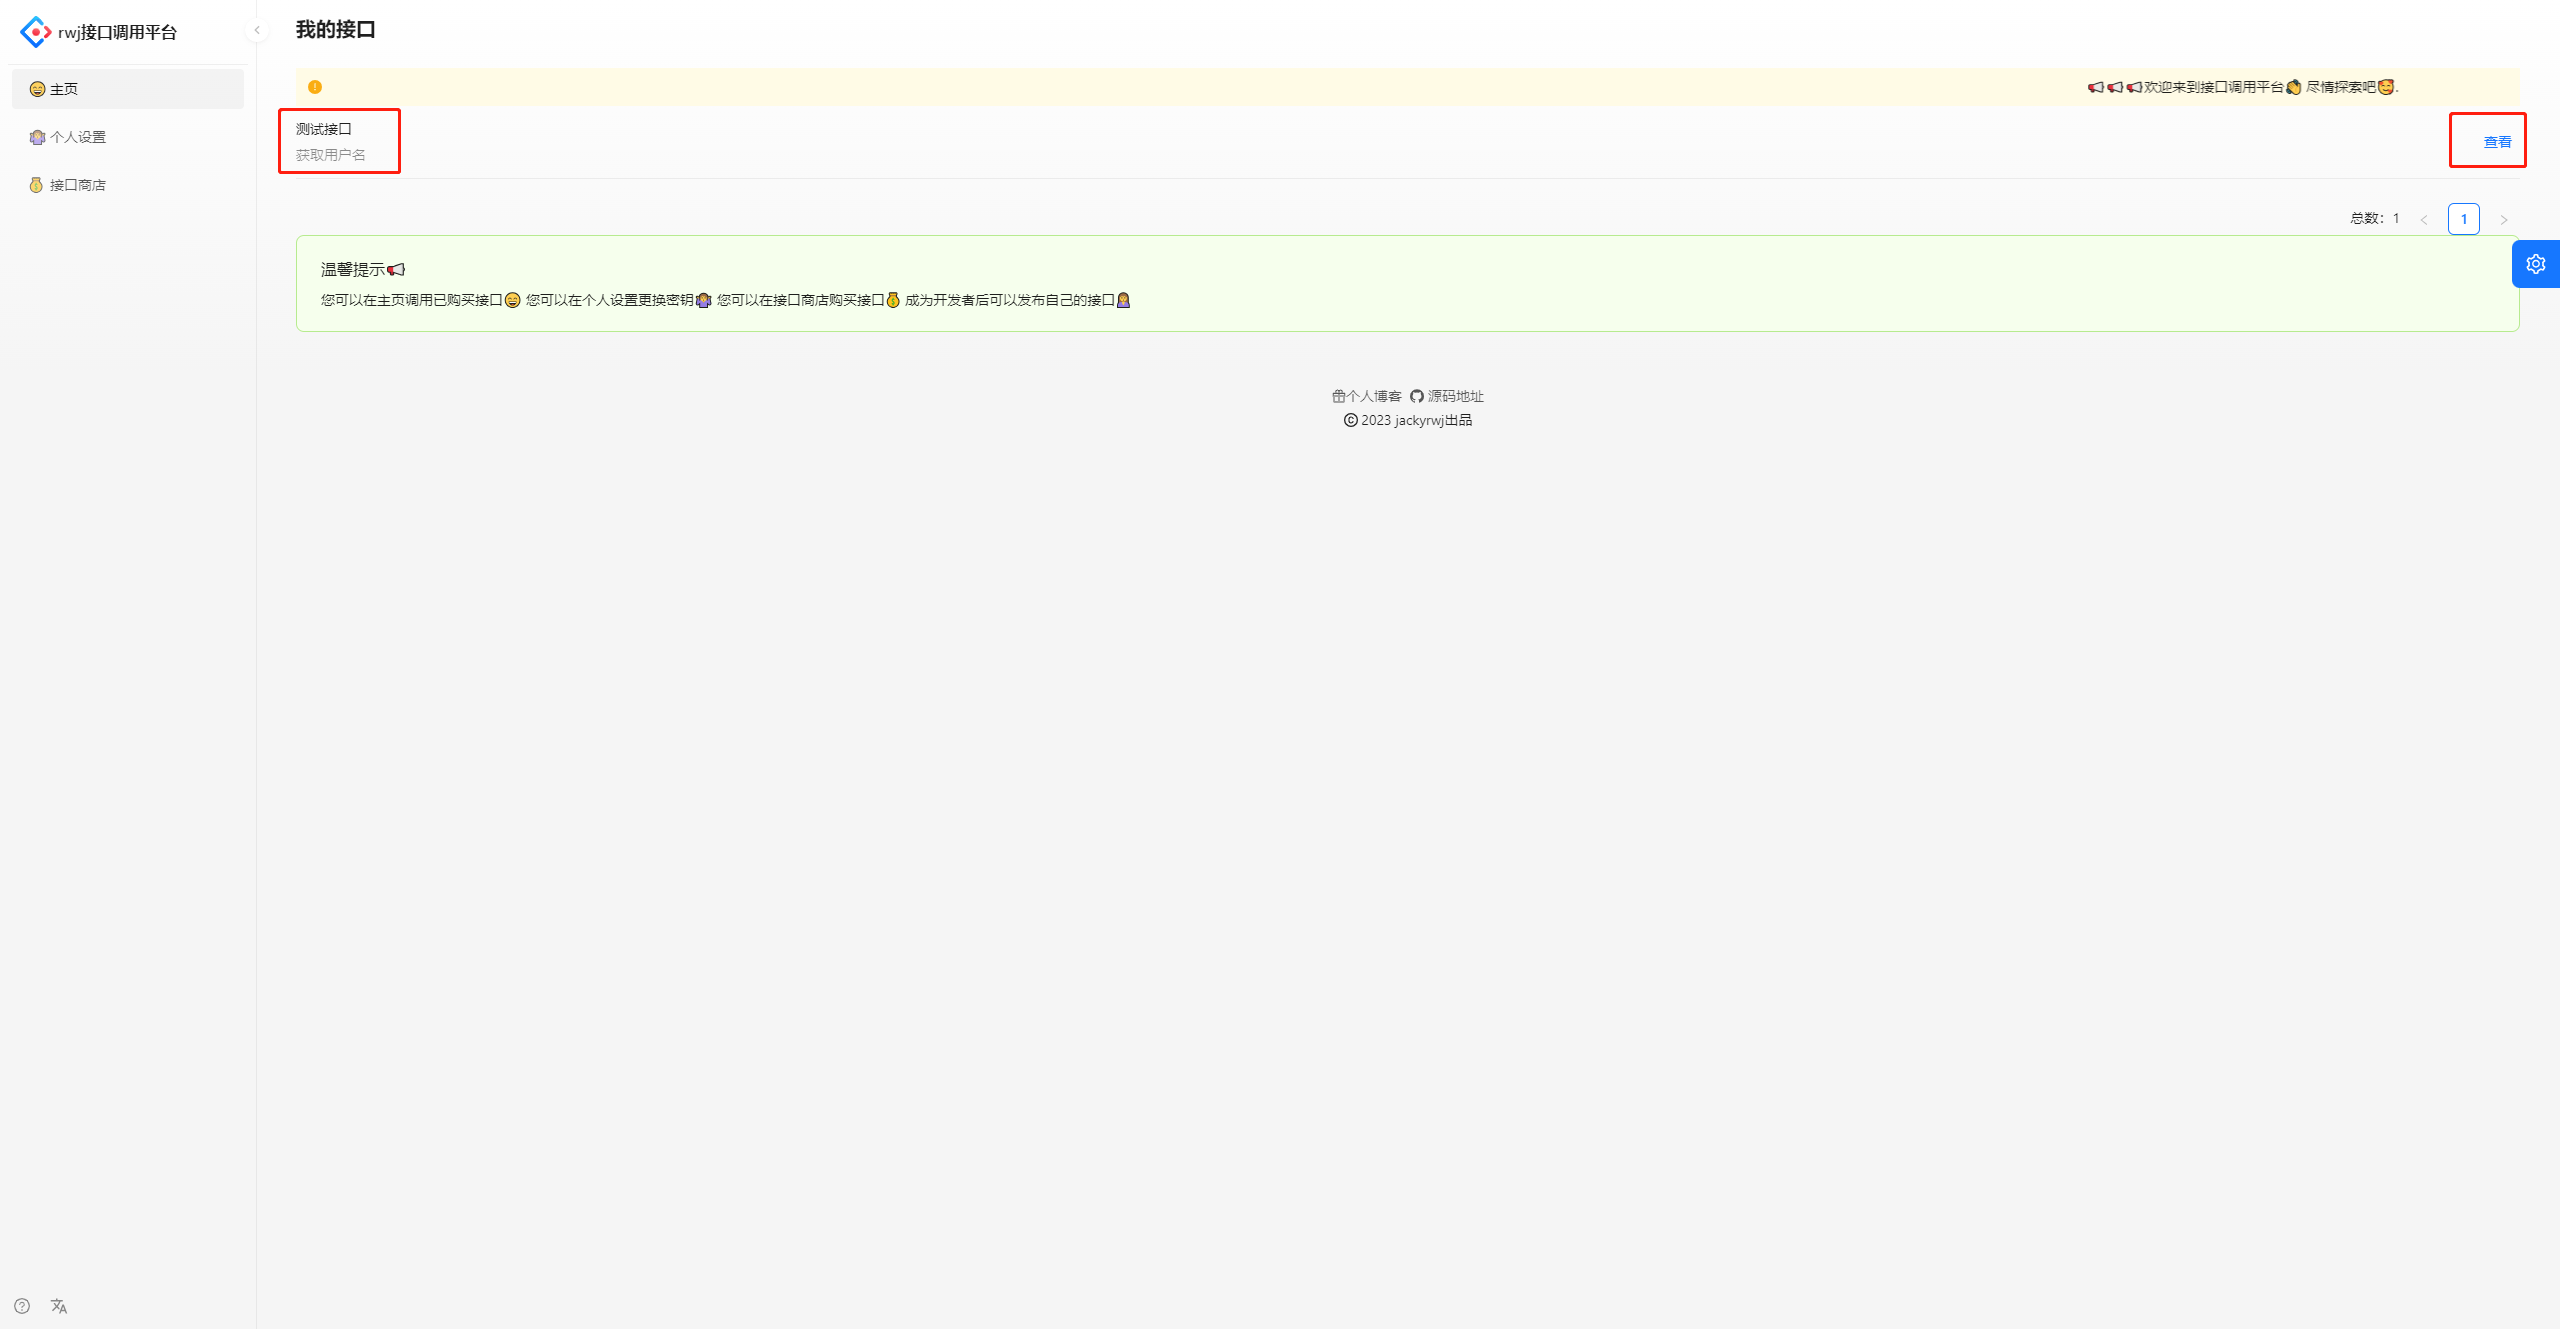 rwj接口调用平台
主页
个人设置
接口商店
我的接口
📢📢📢欢迎来到接口调用平台👏 尽情探索吧🥰.
测试接口
获取用户名
查看
总数：1
1
温馨提示📢
您可以在主页调用已购买接口😄 您可以在个人设置更换密钥🤷‍♀️ 您可以在接口商店购买接口💰 成为开发者后可以发布自己的接口🙎‍♀️
个人博客 源码地址
© 2023 jackyrwj出品